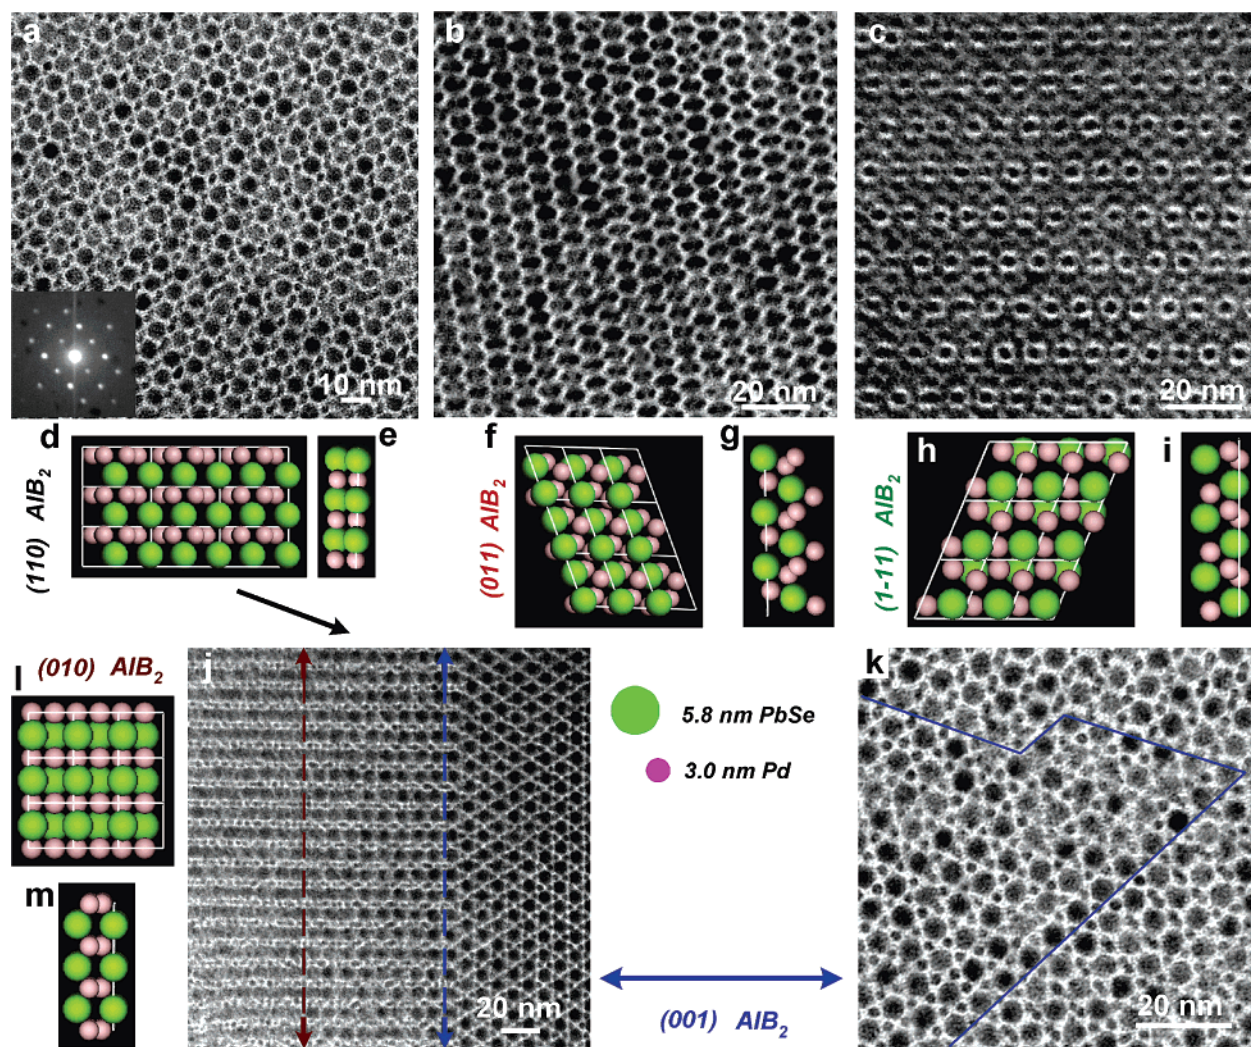 a
b
c
10 nm
20 nm
20 nm
d
e
f
g
h
i
(110) AlB2
(011) AlB2
(1-11) AlB2
l
(010) AlB2
j
k
5.8 nm PbSe
3.0 nm Pd
m
20 nm
(001) AlB2
20 nm